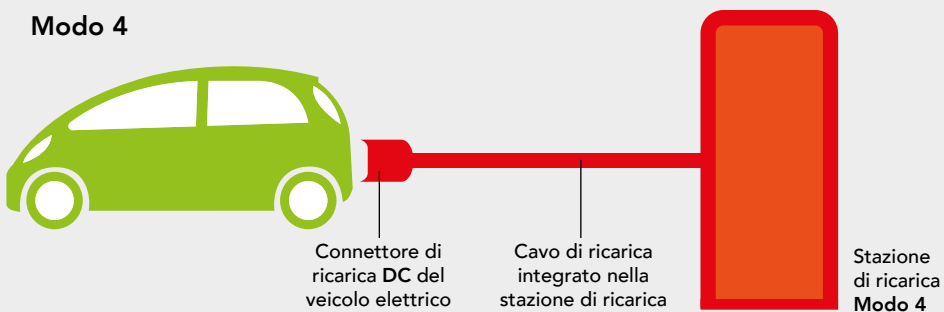 Modo 4
Connettore di
ricarica DC del
veicolo elettrico
Cavo di ricarica
integrato nella
stazione di ricarica
Stazione
di ricarica
Modo 4